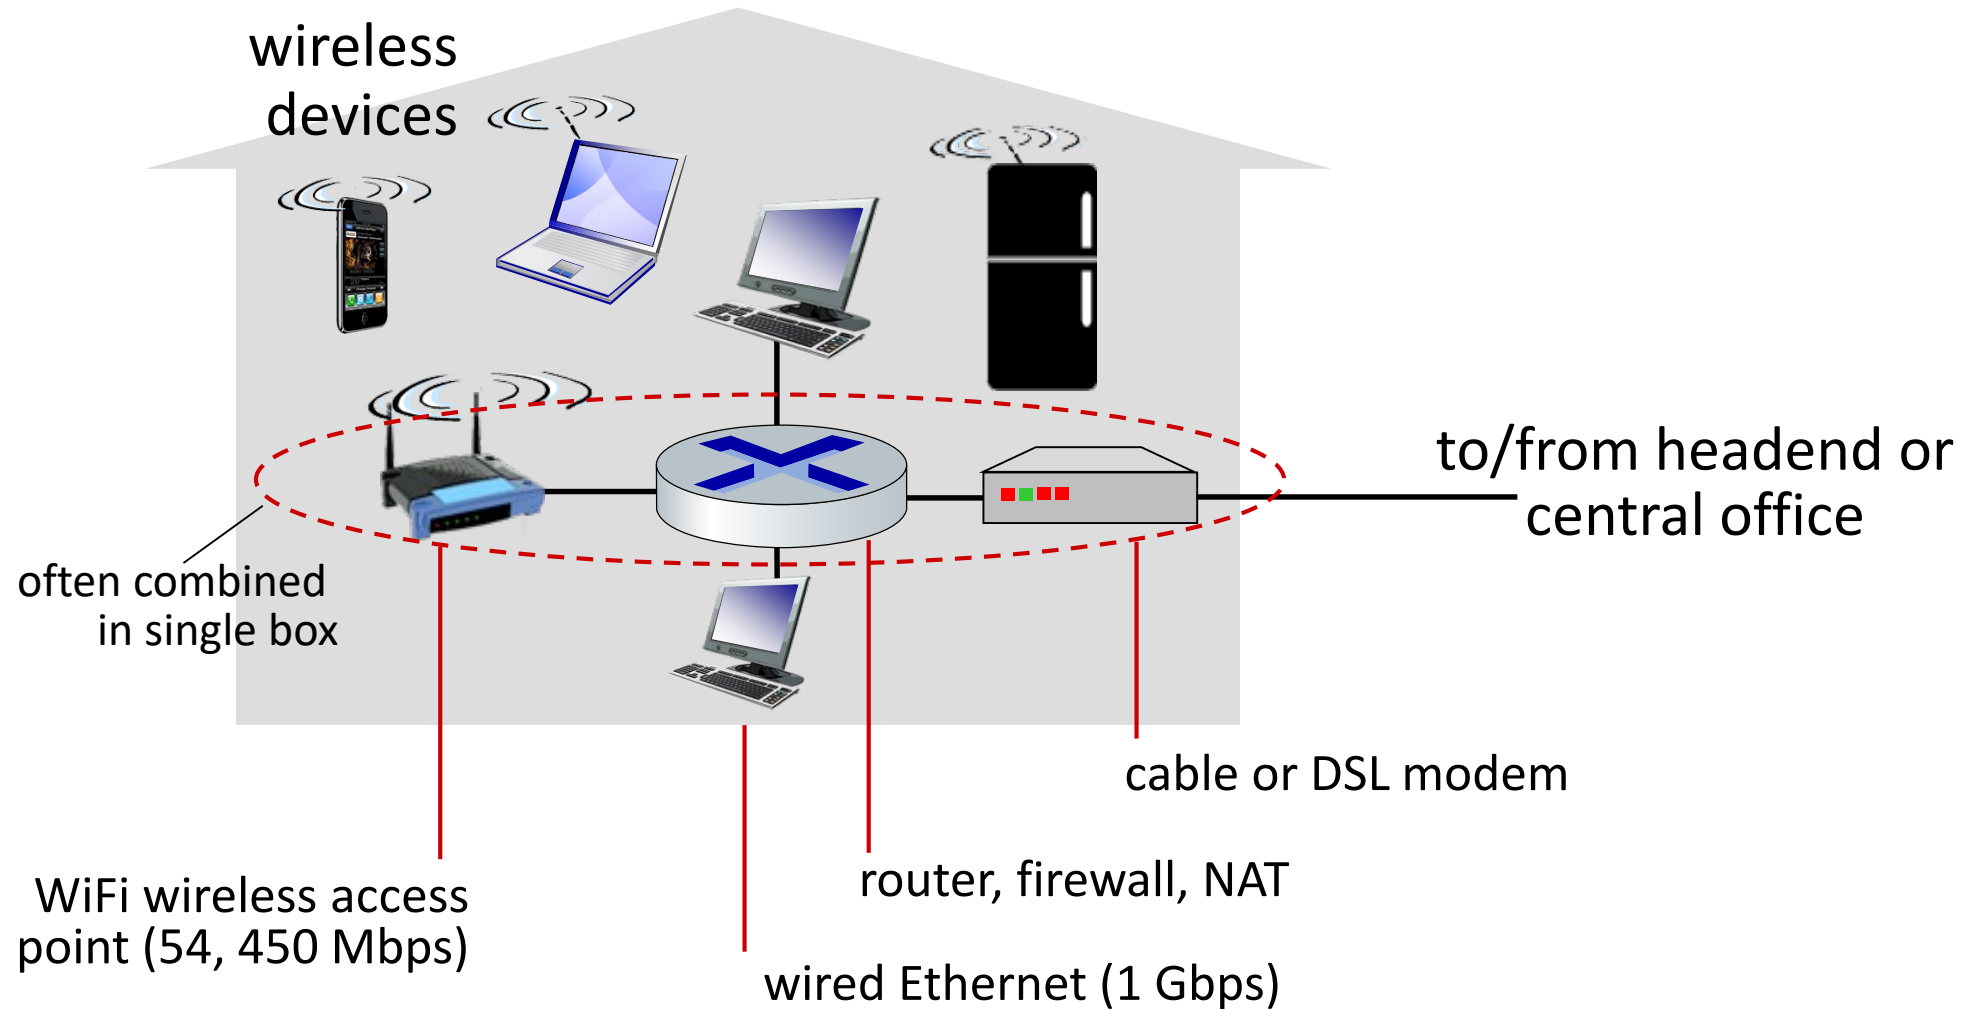 wireless
devices
to/from headend or
central office
often combined
in single box
cable or DSL modem
router, firewall, NAT
WiFi wireless access
point (54, 450 Mbps)
wired Ethernet (1 Gbps)